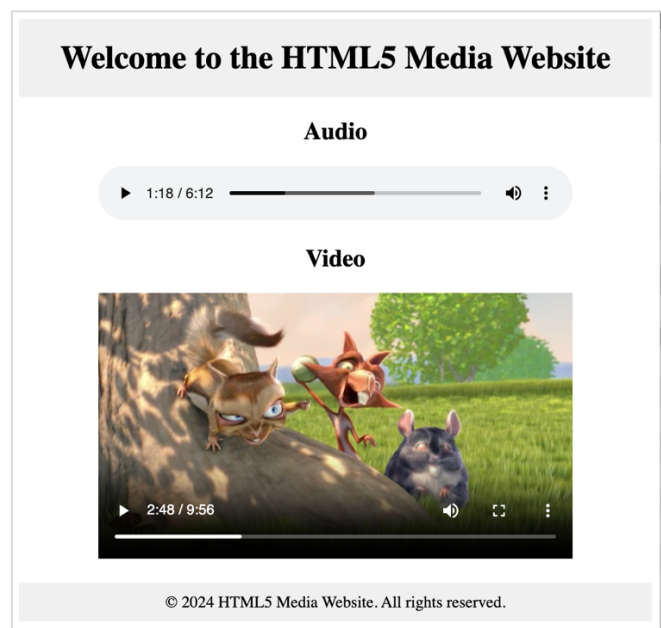 Welcome to the HTML5 Media Website
Audio
1:18 / 6:12
Video
2:48 / 9:56
© 2024 HTML5 Media Website. All rights reserved.